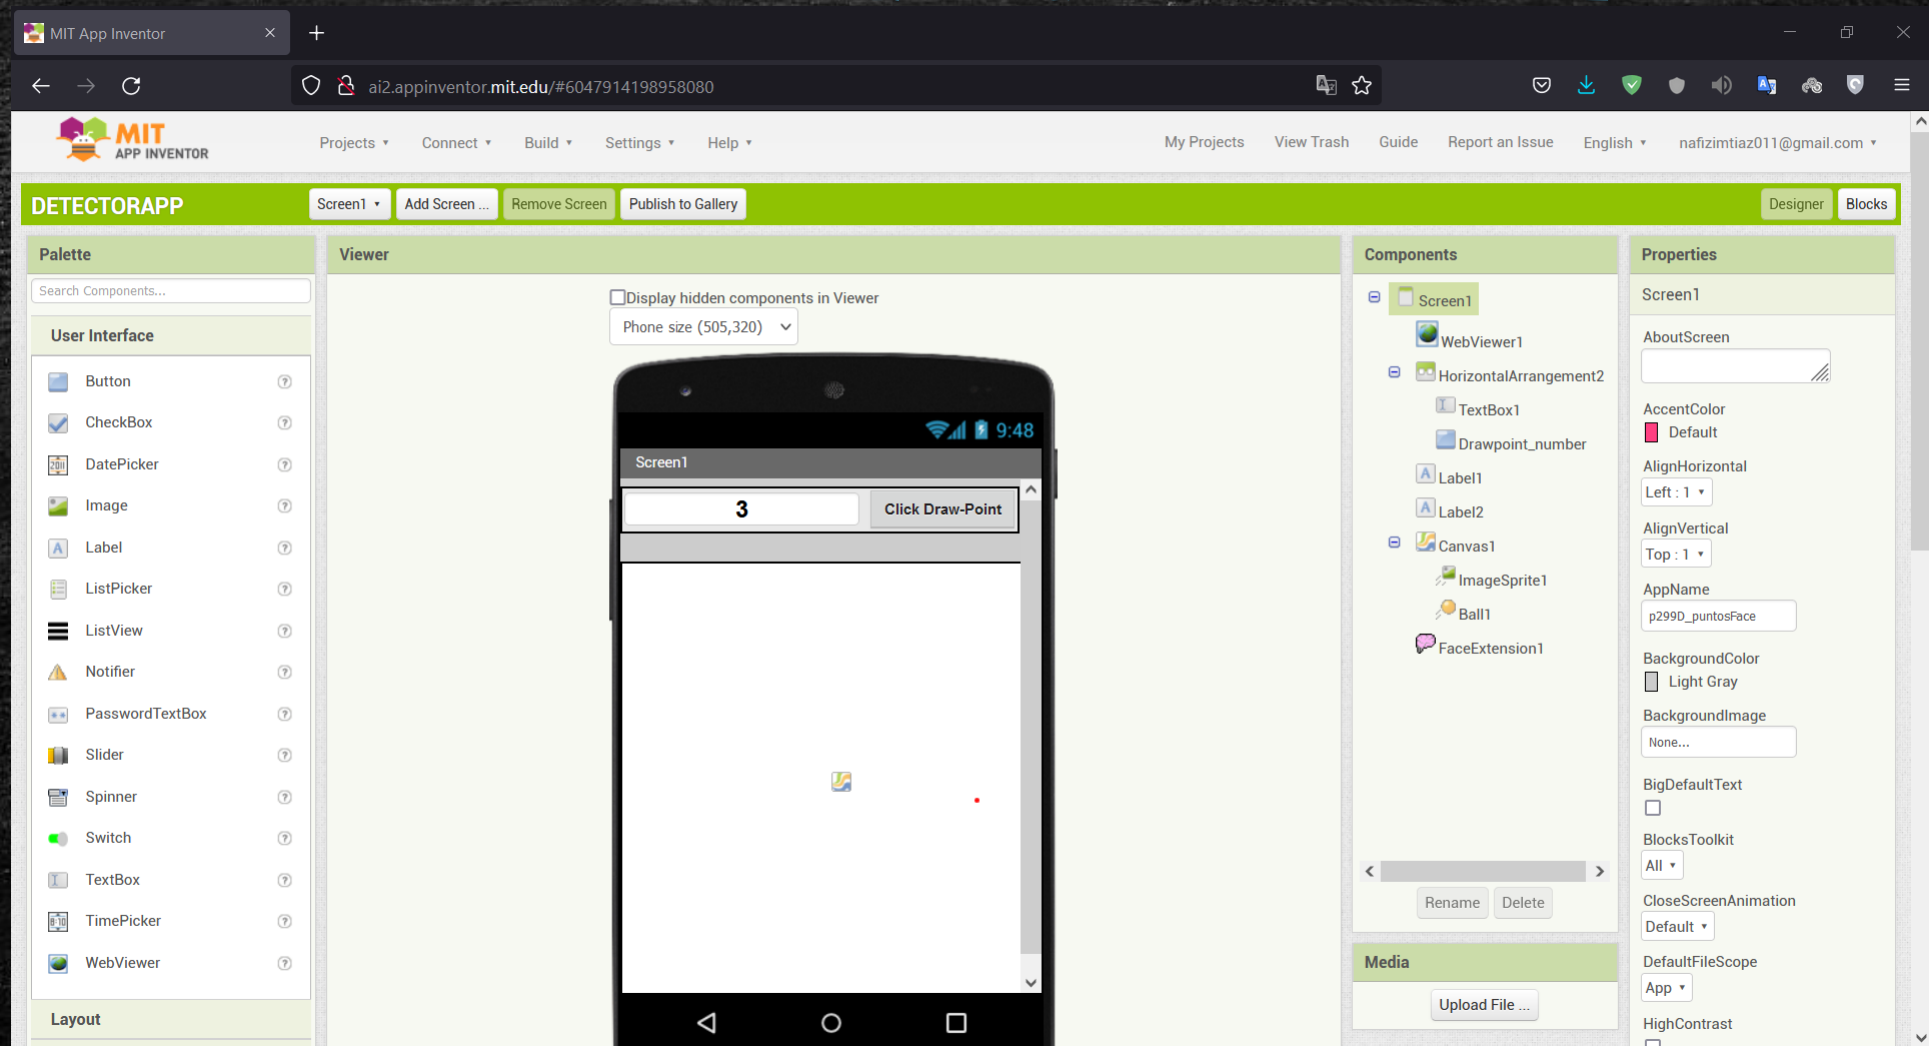 MIT App Inventor
ai2.appinventor.mit.edu/#6047914198958080
MIT
APP INVENTOR
Projects
Connect
Build
Settings
Help
My Projects
View Trash
Guide
Report an Issue
English
nafizimtiaz011@gmail.com
DETECTORAPP
Screen1
Add Screen ...
Remove Screen
Publish to Gallery
Designer
Blocks
Palette
Search Components...
User Interface
Button
CheckBox
DatePicker
Image
Label
ListPicker
ListView
Notifier
PasswordTextBox
Slider
Spinner
Switch
TextBox
TimePicker
WebViewer
Layout
Viewer
Display hidden components in Viewer
Phone size (505,320)
9:48
Screen1
3
Click Draw-Point
Components
Screen1
WebViewer1
HorizontalArrangement2
TextBox1
Drawpoint_number
Label1
Label2
Canvas1
ImageSprite1
Ball1
FaceExtension1
Rename
Delete
Media
Upload File ...
Properties
Screen1
AboutScreen
AccentColor
Default
AlignHorizontal
Left : 1
AlignVertical
Top : 1
AppName
p299D_puntosFace
BackgroundColor
Light Gray
BackgroundImage
None...
BigDefaultText
BlocksToolkit
All
CloseScreenAnimation
Default
DefaultFileScope
App
HighContrast